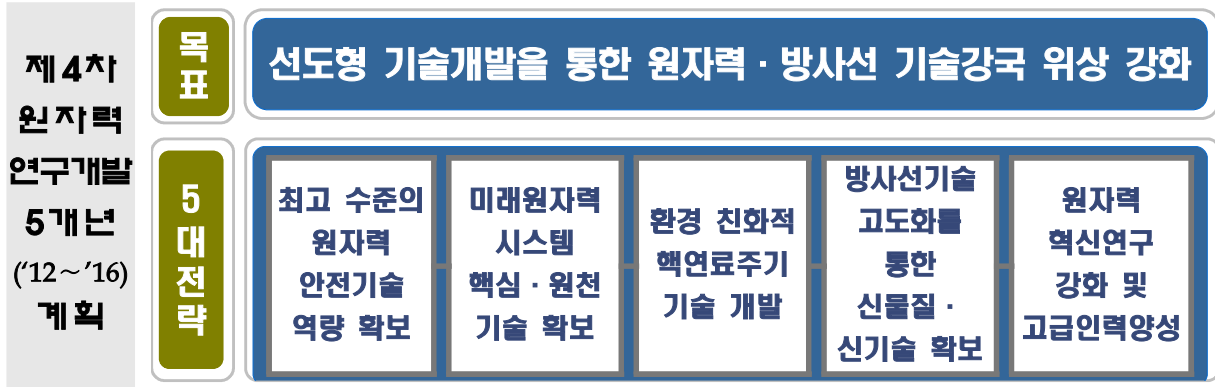 제4차
원자력
연구개발
5개년
(‘12～’16)
계획
목
표
선도형 기술개발을 통한 원자력 · 방사선 기술강국 위상 강화
5
대
전
략
최고 수준의
원자력
안전기술
역량 확보
미래원자력
시스템
핵심 · 원천
기술 확보
환경 친화적
핵연료주기
기술 개발
방사선기술
고도화를
통한
신물질 ·
신기술 확보
원자력
혁신연구
강화 및
고급인력양성